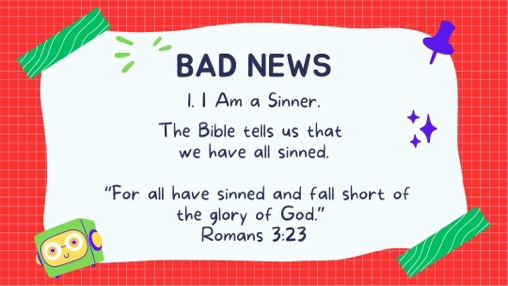 BAD NEWS
1. I Am a Sinner.
The Bible tells us that
we have all sinned.
“For all have sinned and fall short of
the glory of God.”
Romans 3:23